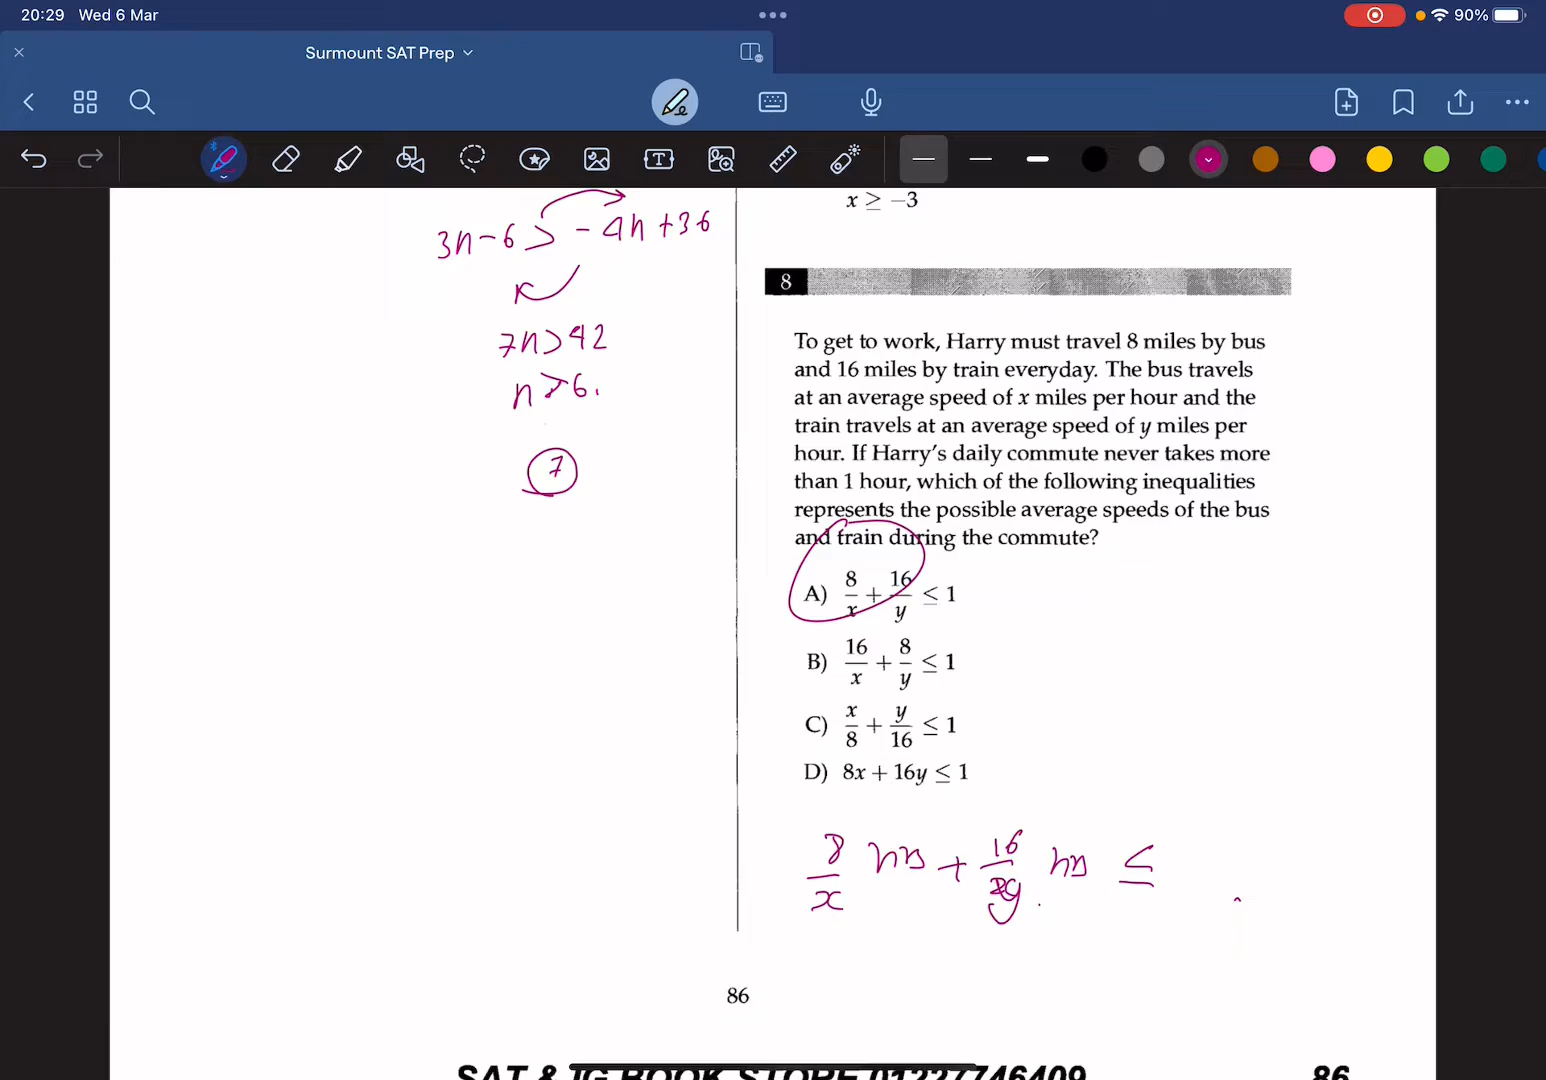 20:29 Wed 6 Mar
90%
Surmount SAT Prep
3n-6 > -4n+36
7n>42
n>6.
7
x ≥ −3
8
To get to work, Harry must travel 8 miles by bus
and 16 miles by train everyday. The bus travels
at an average speed of x miles per hour and the
train travels at an average speed of y miles per
hour. If Harry's daily commute never takes more
than 1 hour, which of the following inequalities
represents the possible average speeds of the bus
and train during the commute?
A) 8/x + 16/y ≤ 1
B) 16/x + 8/y ≤ 1
C) x/8 + y/16 ≤ 1
D) 8x + 16y ≤ 1
8/x hrs + 16/y hrs ≤
86
SAT & IG BOOK STORE 01227746409 86